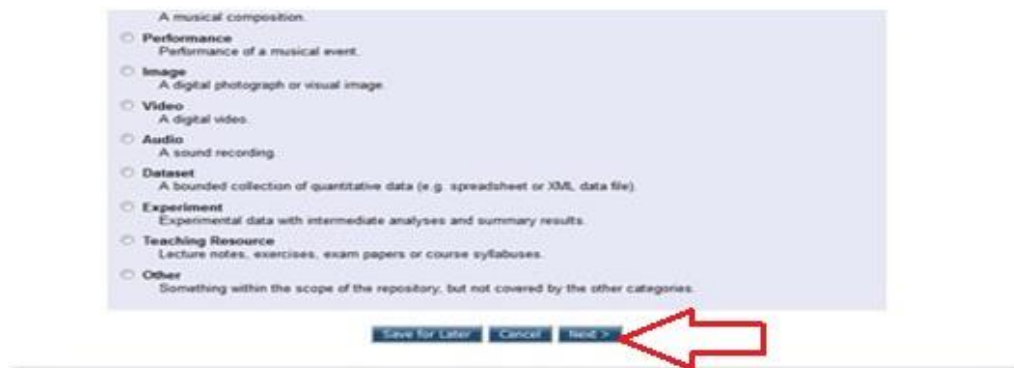 A musical composition.
Performance
Performance of a musical event.
Image
A digital photograph or visual image.
Video
A digital video.
Audio
A sound recording.
Dataset
A bounded collection of quantitative data (e.g. spreadsheet or XML data file).
Experiment
Experimental data with intermediate analyses and summary results.
Teaching Resource
Lecture notes, exercises, exam papers or course syllabuses.
Other
Something within the scope of the repository, but not covered by the other categories.
Save for Later Cancel Next >